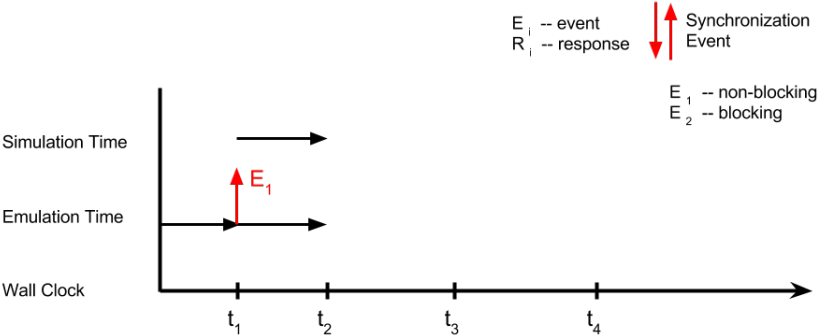 E i -- event
R i -- response
Synchronization
Event
E 1 -- non-blocking
E 2 -- blocking
Simulation Time
E1
Emulation Time
Wall Clock
t1 t2 t3 t4